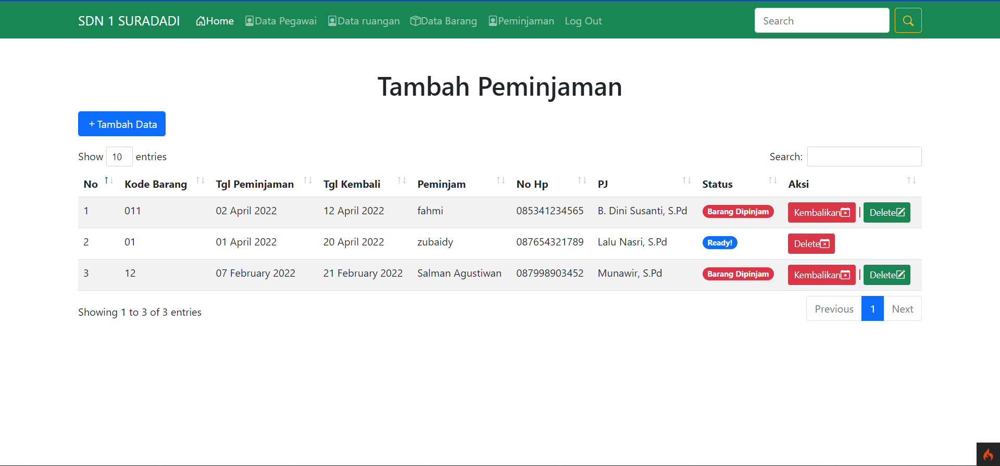 SDN 1 SURADADI Home Data Pegawai Data ruangan Data Barang Peminjaman Log Out Search
Tambah Peminjaman
+ Tambah Data
Show 10 entries Search:
No Kode Barang Tgl Peminjaman Tgl Kembali Peminjam No Hp PJ Status Aksi
1 011 02 April 2022 12 April 2022 fahmi 085341234565 B. Dini Susanti, S.Pd Barang Dipinjam Kembalikan | Delete
2 01 01 April 2022 20 April 2022 zubaidy 087654321789 Lalu Nasri, S.Pd Ready! Delete
3 12 07 February 2022 21 February 2022 Salman Agustiwan 087998903452 Munawir, S.Pd Barang Dipinjam Kembalikan | Delete
Showing 1 to 3 of 3 entries Previous 1 Next